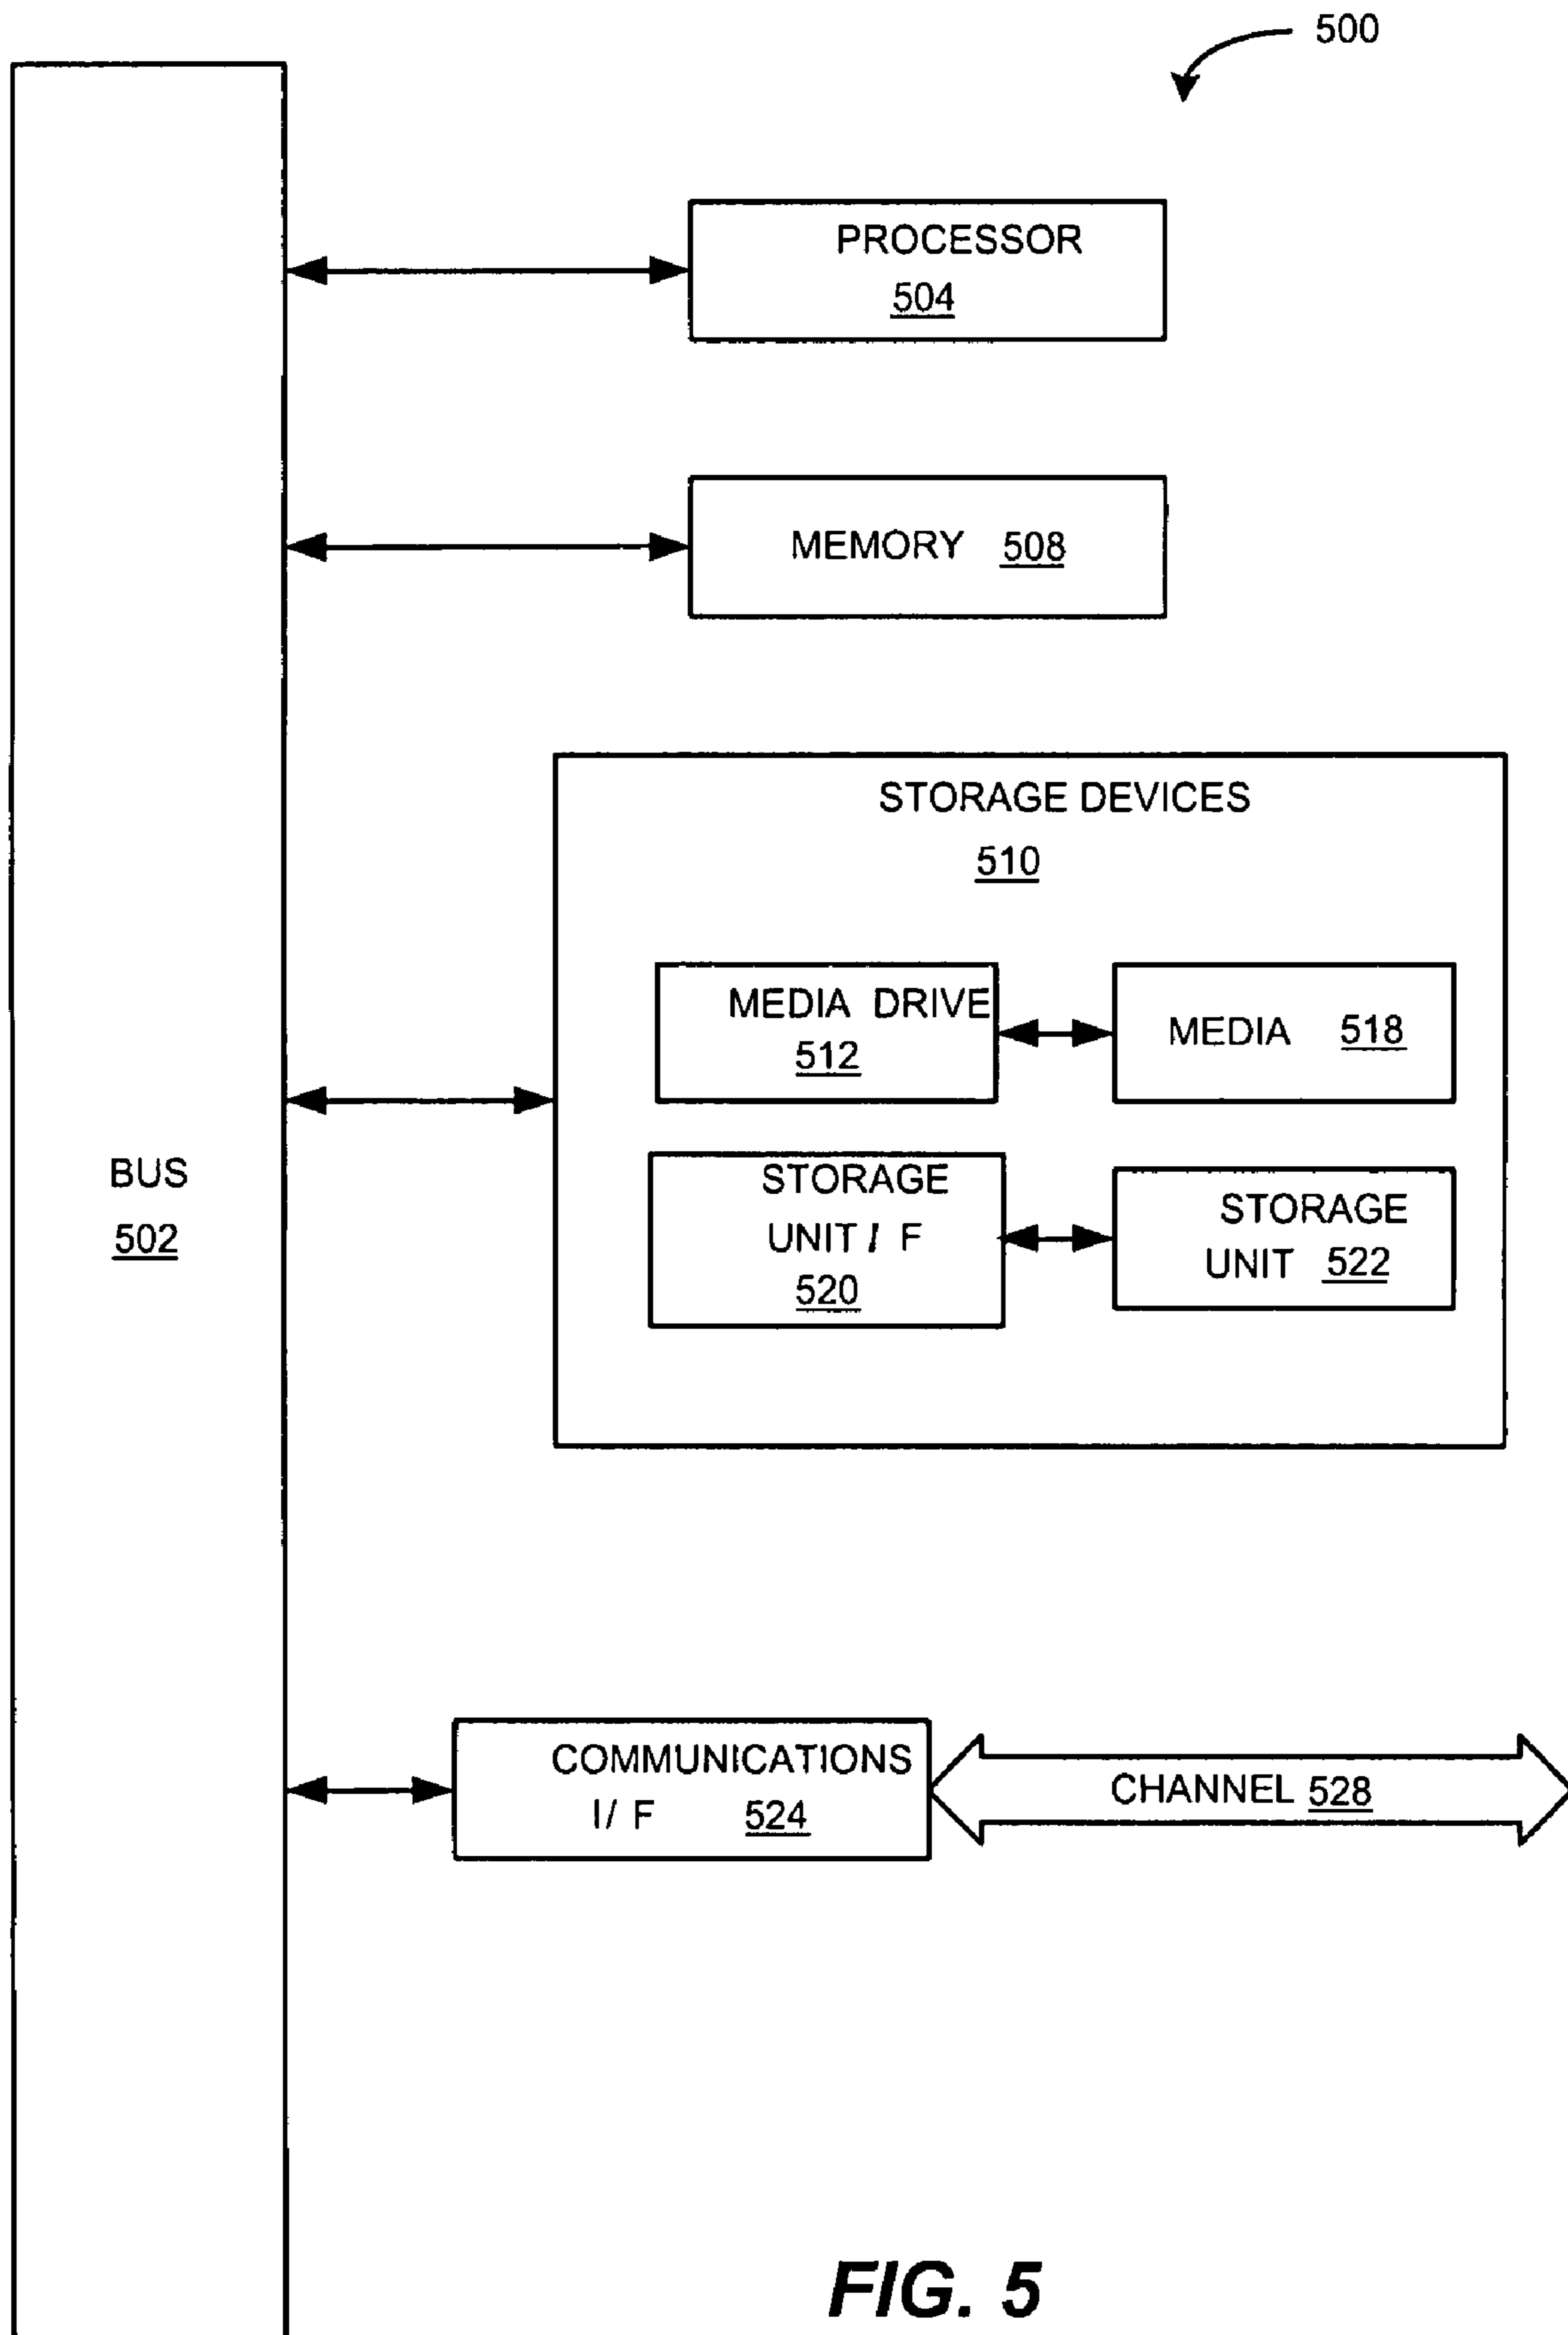 500
PROCESSOR
504
MEMORY 508
STORAGE DEVICES
510
MEDIA DRIVE
512
MEDIA 518
BUS
502
STORAGE
UNIT I F
520
STORAGE
UNIT 522
COMMUNICATIONS
I/ F 524
CHANNEL 528
FIG. 5